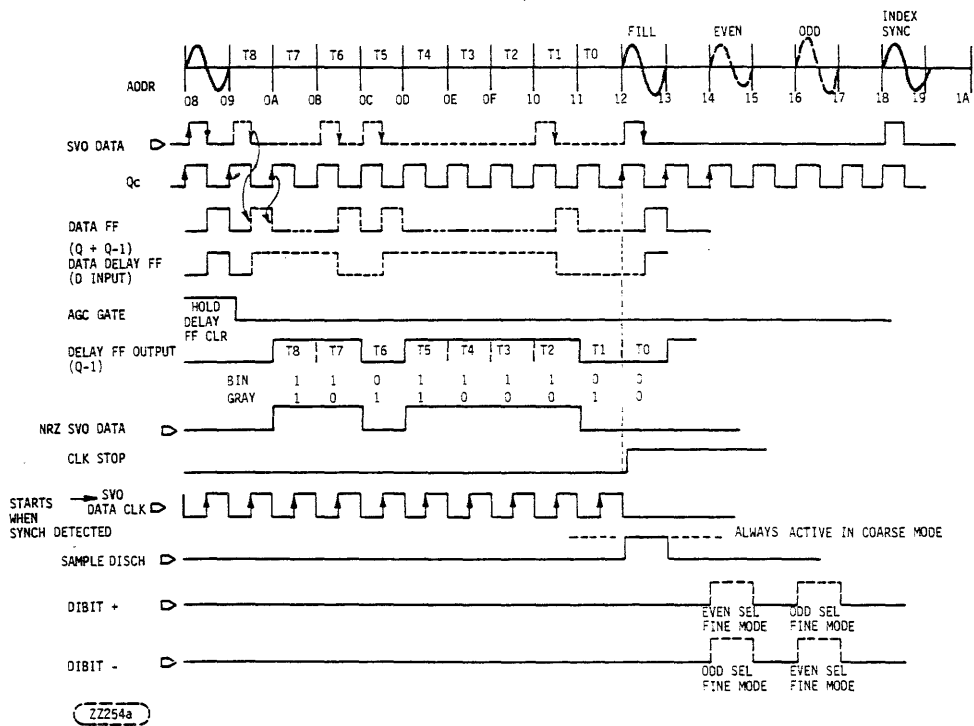 FILL EVEN ODD INDEX SYNC
T8 T7 T6 T5 T4 T3 T2 T1 T0
AODR
08 09 0A 0B 0C 0D 0E 0F 10 11 12 13 14 15 16 17 18 19 1A
SVO DATA
Qc
DATA FF
(Q + Q-1)
DATA DELAY FF
(D INPUT)
AGC GATE
HOLD
DELAY
FF CLR
DELAY FF OUTPUT
(Q-1)
T8 T7 T6 T5 T4 T3 T2 T1 T0
BIN 1 1 0 1 1 1 1 0 0
GRAY 1 0 1 1 0 0 0 1 0
NRZ SVO DATA
CLK STOP
STARTS
WHEN
SYNCH DETECTED
SVO
DATA CLK
ALWAYS ACTIVE IN COARSE MODE
SAMPLE DISCH
DIBIT +
EVEN SEL
FINE MODE
ODD SEL
FINE MODE
DIBIT -
ODD SEL
FINE MODE
EVEN SEL
FINE MODE
ZZ254a